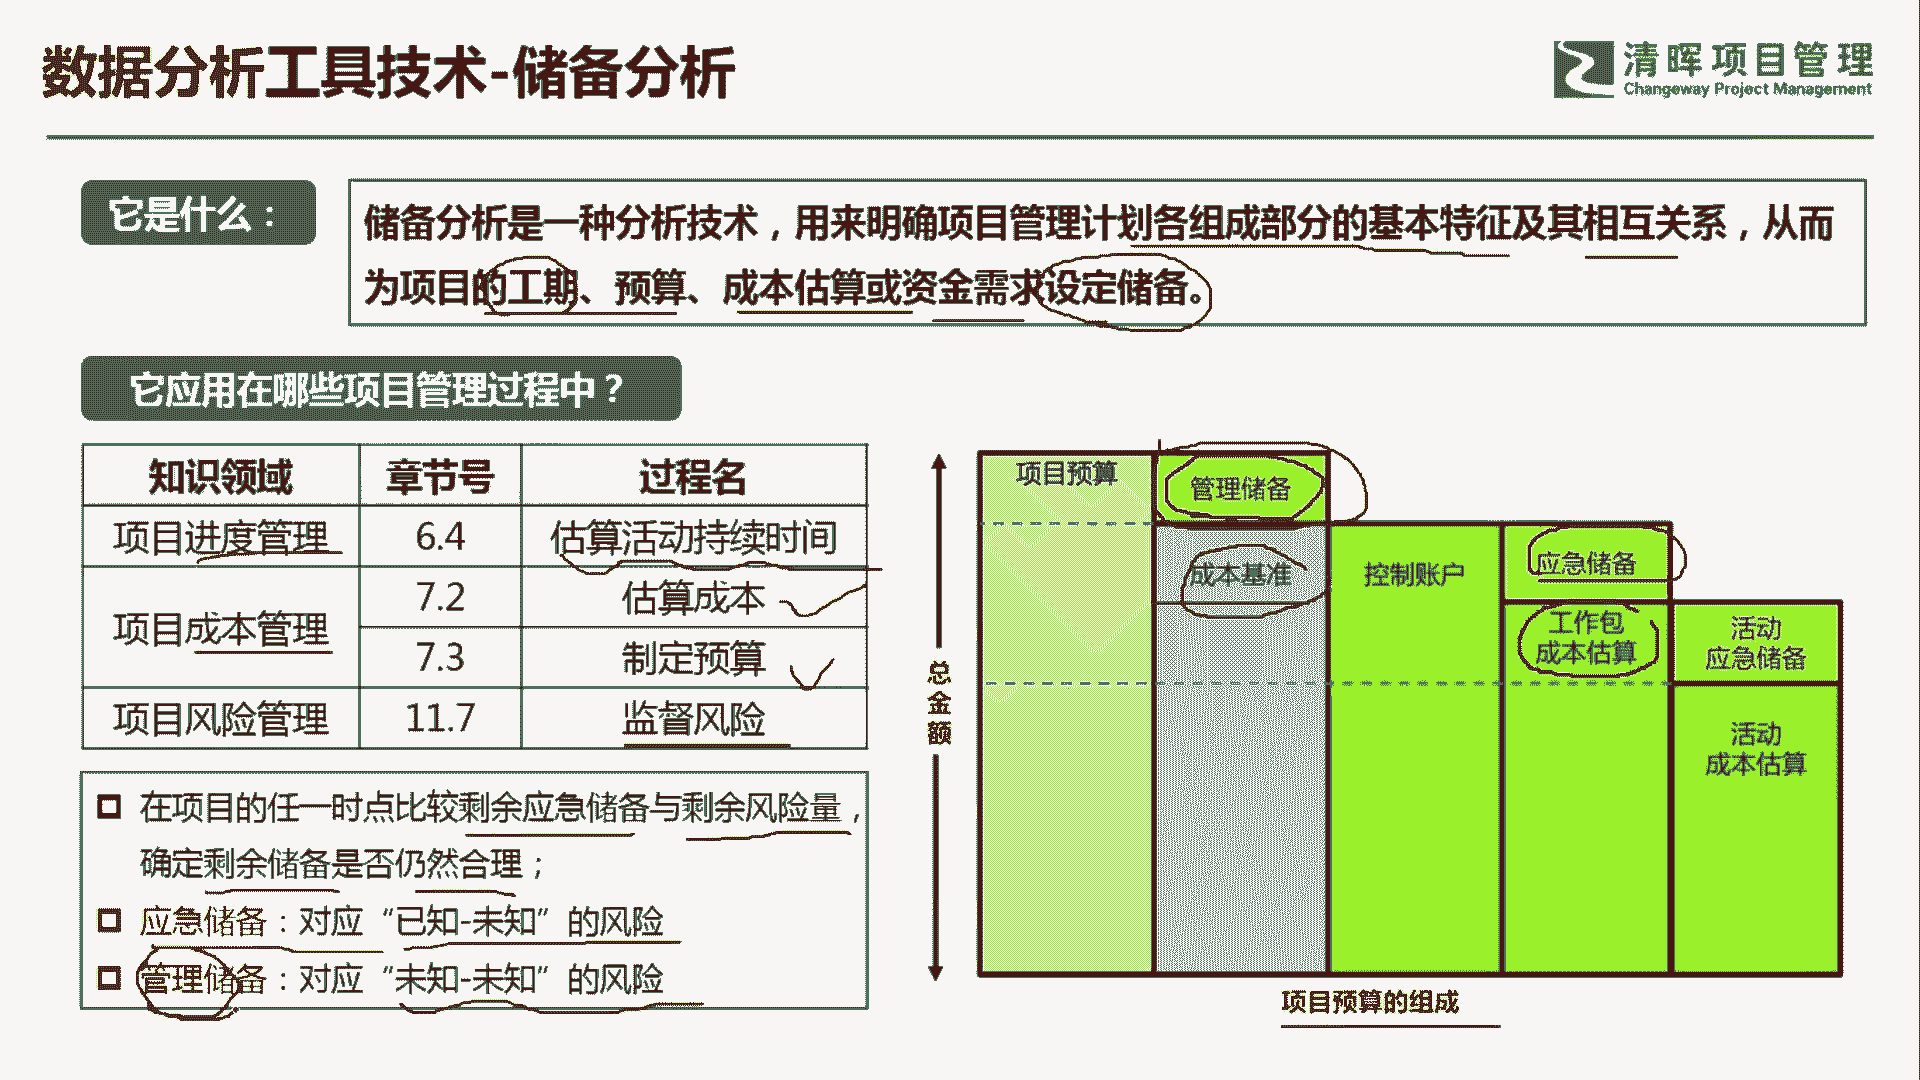 数据分析工具技术-储备分析
清晖项目管理
Changeway Project Management
它是什么：
储备分析是一种分析技术，用来明确项目管理计划各组成部分的基本特征及其相互关系，从而
为项目的工期、预算、成本估算或资金需求设定储备。
它应用在哪些项目管理过程中？
知识领域 章节号 过程名
项目进度管理 6.4 估算活动持续时间
项目成本管理 7.2 估算成本
7.3 制定预算
项目风险管理 11.7 监督风险
在项目的任一时点比较剩余应急储备与剩余风险量，
确定剩余储备是否仍然合理；
应急储备：对应“已知-未知”的风险
管理储备：对应“未知-未知”的风险
总金额
项目预算
管理储备
成本基准
控制账户
应急储备
工作包
成本估算
活动
应急储备
活动
成本估算
项目预算的组成